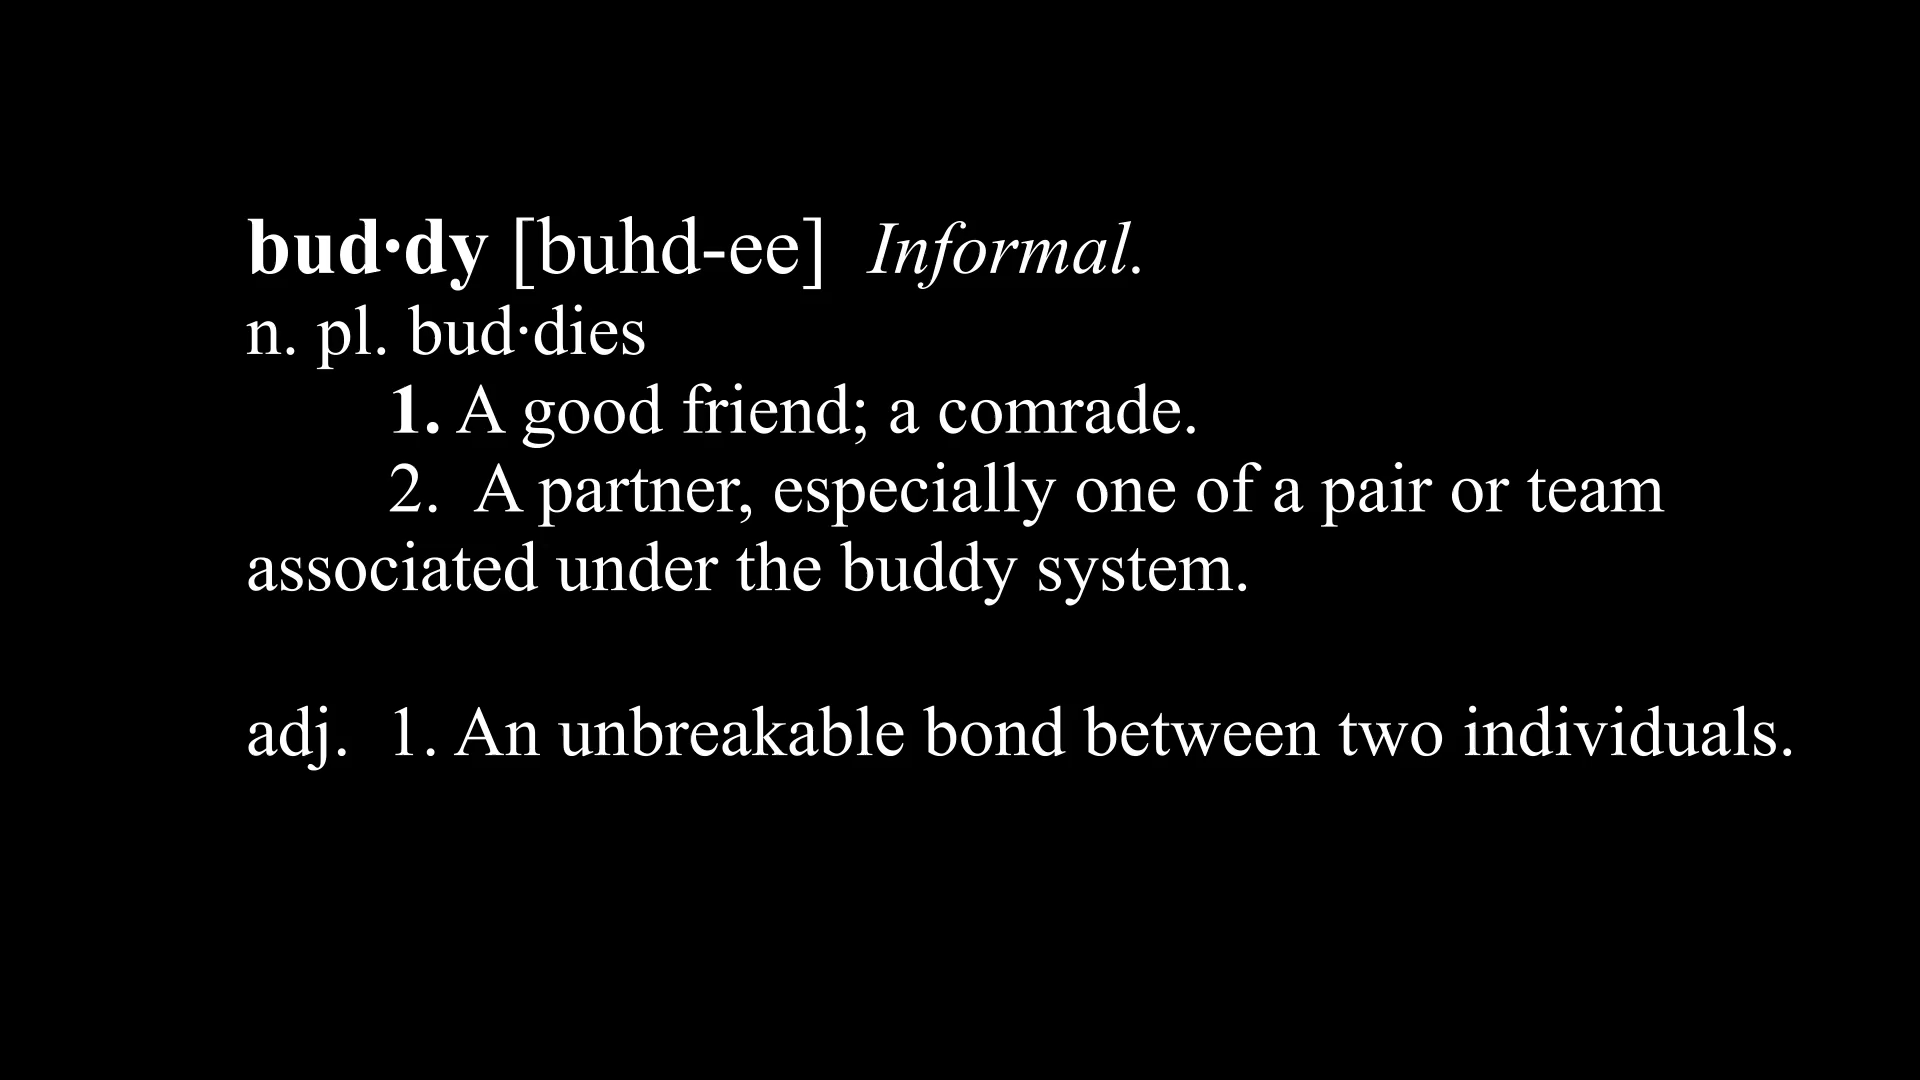 bud·dy [buhd-ee] Informal.
n. pl. bud·dies
1. A good friend; a comrade.
2. A partner, especially one of a pair or team
associated under the buddy system.
adj. 1. An unbreakable bond between two individuals.